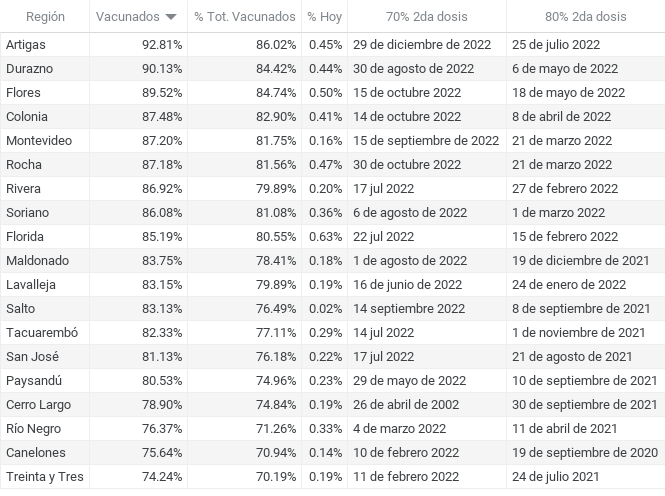 Región Vacunados % Tot. Vacunados % Hoy 70% 2da dosis 80% 2da dosis
Artigas 92.81% 86.02% 0.45% 29 de diciembre de 2022 25 de julio 2022
Durazno 90.13% 84.42% 0.44% 30 de agosto de 2022 6 de mayo de 2022
Flores 89.52% 84.74% 0.50% 15 de octubre 2022 18 de mayo de 2022
Colonia 87.48% 82.90% 0.41% 14 de octubre 2022 8 de abril de 2022
Montevideo 87.20% 81.75% 0.16% 15 de septiembre de 2022 21 de marzo 2022
Rocha 87.18% 81.56% 0.47% 30 de octubre 2022 21 de marzo 2022
Rivera 86.92% 79.89% 0.20% 17 jul 2022 27 de febrero 2022
Soriano 86.08% 81.08% 0.36% 6 de agosto de 2022 1 de marzo 2022
Florida 85.19% 80.55% 0.63% 22 jul 2022 15 de febrero 2022
Maldonado 83.75% 78.41% 0.18% 1 de agosto de 2022 19 de diciembre de 2021
Lavalleja 83.15% 79.89% 0.19% 16 de junio de 2022 24 de enero de 2022
Salto 83.13% 76.49% 0.02% 14 septiembre 2022 8 de septiembre de 2021
Tacuarembó 82.33% 77.11% 0.29% 14 jul 2022 1 de noviembre de 2021
San José 81.13% 76.18% 0.22% 17 jul 2022 21 de agosto de 2021
Paysandú 80.53% 74.96% 0.23% 29 de mayo de 2022 10 de septiembre de 2021
Cerro Largo 78.90% 74.84% 0.19% 26 de abril de 2002 30 de septiembre de 2021
Río Negro 76.37% 71.26% 0.33% 4 de marzo de 2022 11 de abril de 2021
Canelones 75.64% 70.94% 0.14% 10 de febrero 2022 19 de septiembre de 2020
Treinta y Tres 74.24% 70.19% 0.19% 11 de febrero 2022 24 de julio 2021